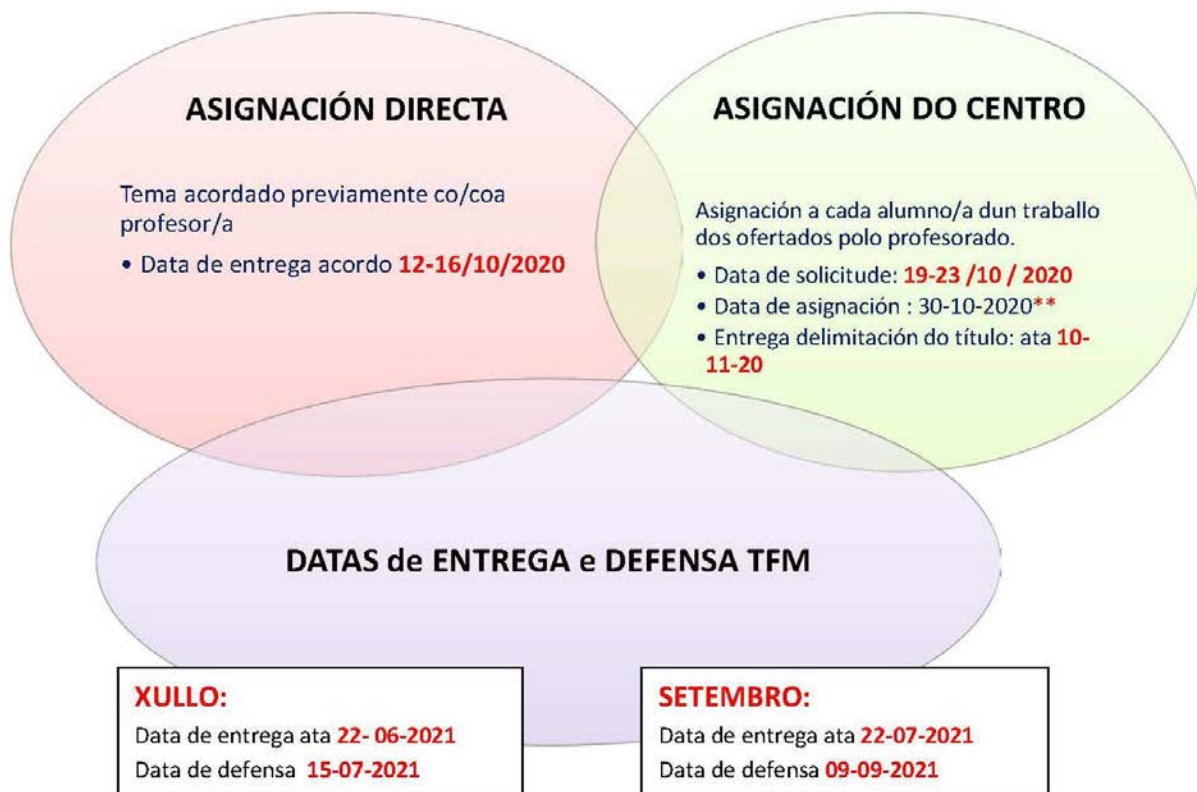 ASIGNACIÓN DIRECTA
Tema acordado previamente co/coa
profesor/a
• Data de entrega acordo 12-16/10/2020
ASIGNACIÓN DO CENTRO
Asignación a cada alumno/a dun traballo
dos ofertados polo profesorado.
• Data de solicitude: 19-23 /10 / 2020
• Data de asignación : 30-10-2020**
• Entrega delimitación do título: ata 10-
11-20
DATAS de ENTREGA e DEFENSA TFM
XULLO:
Data de entrega ata 22- 06-2021
Data de defensa 15-07-2021
SETEMBRO:
Data de entrega ata 22-07-2021
Data de defensa 09-09-2021